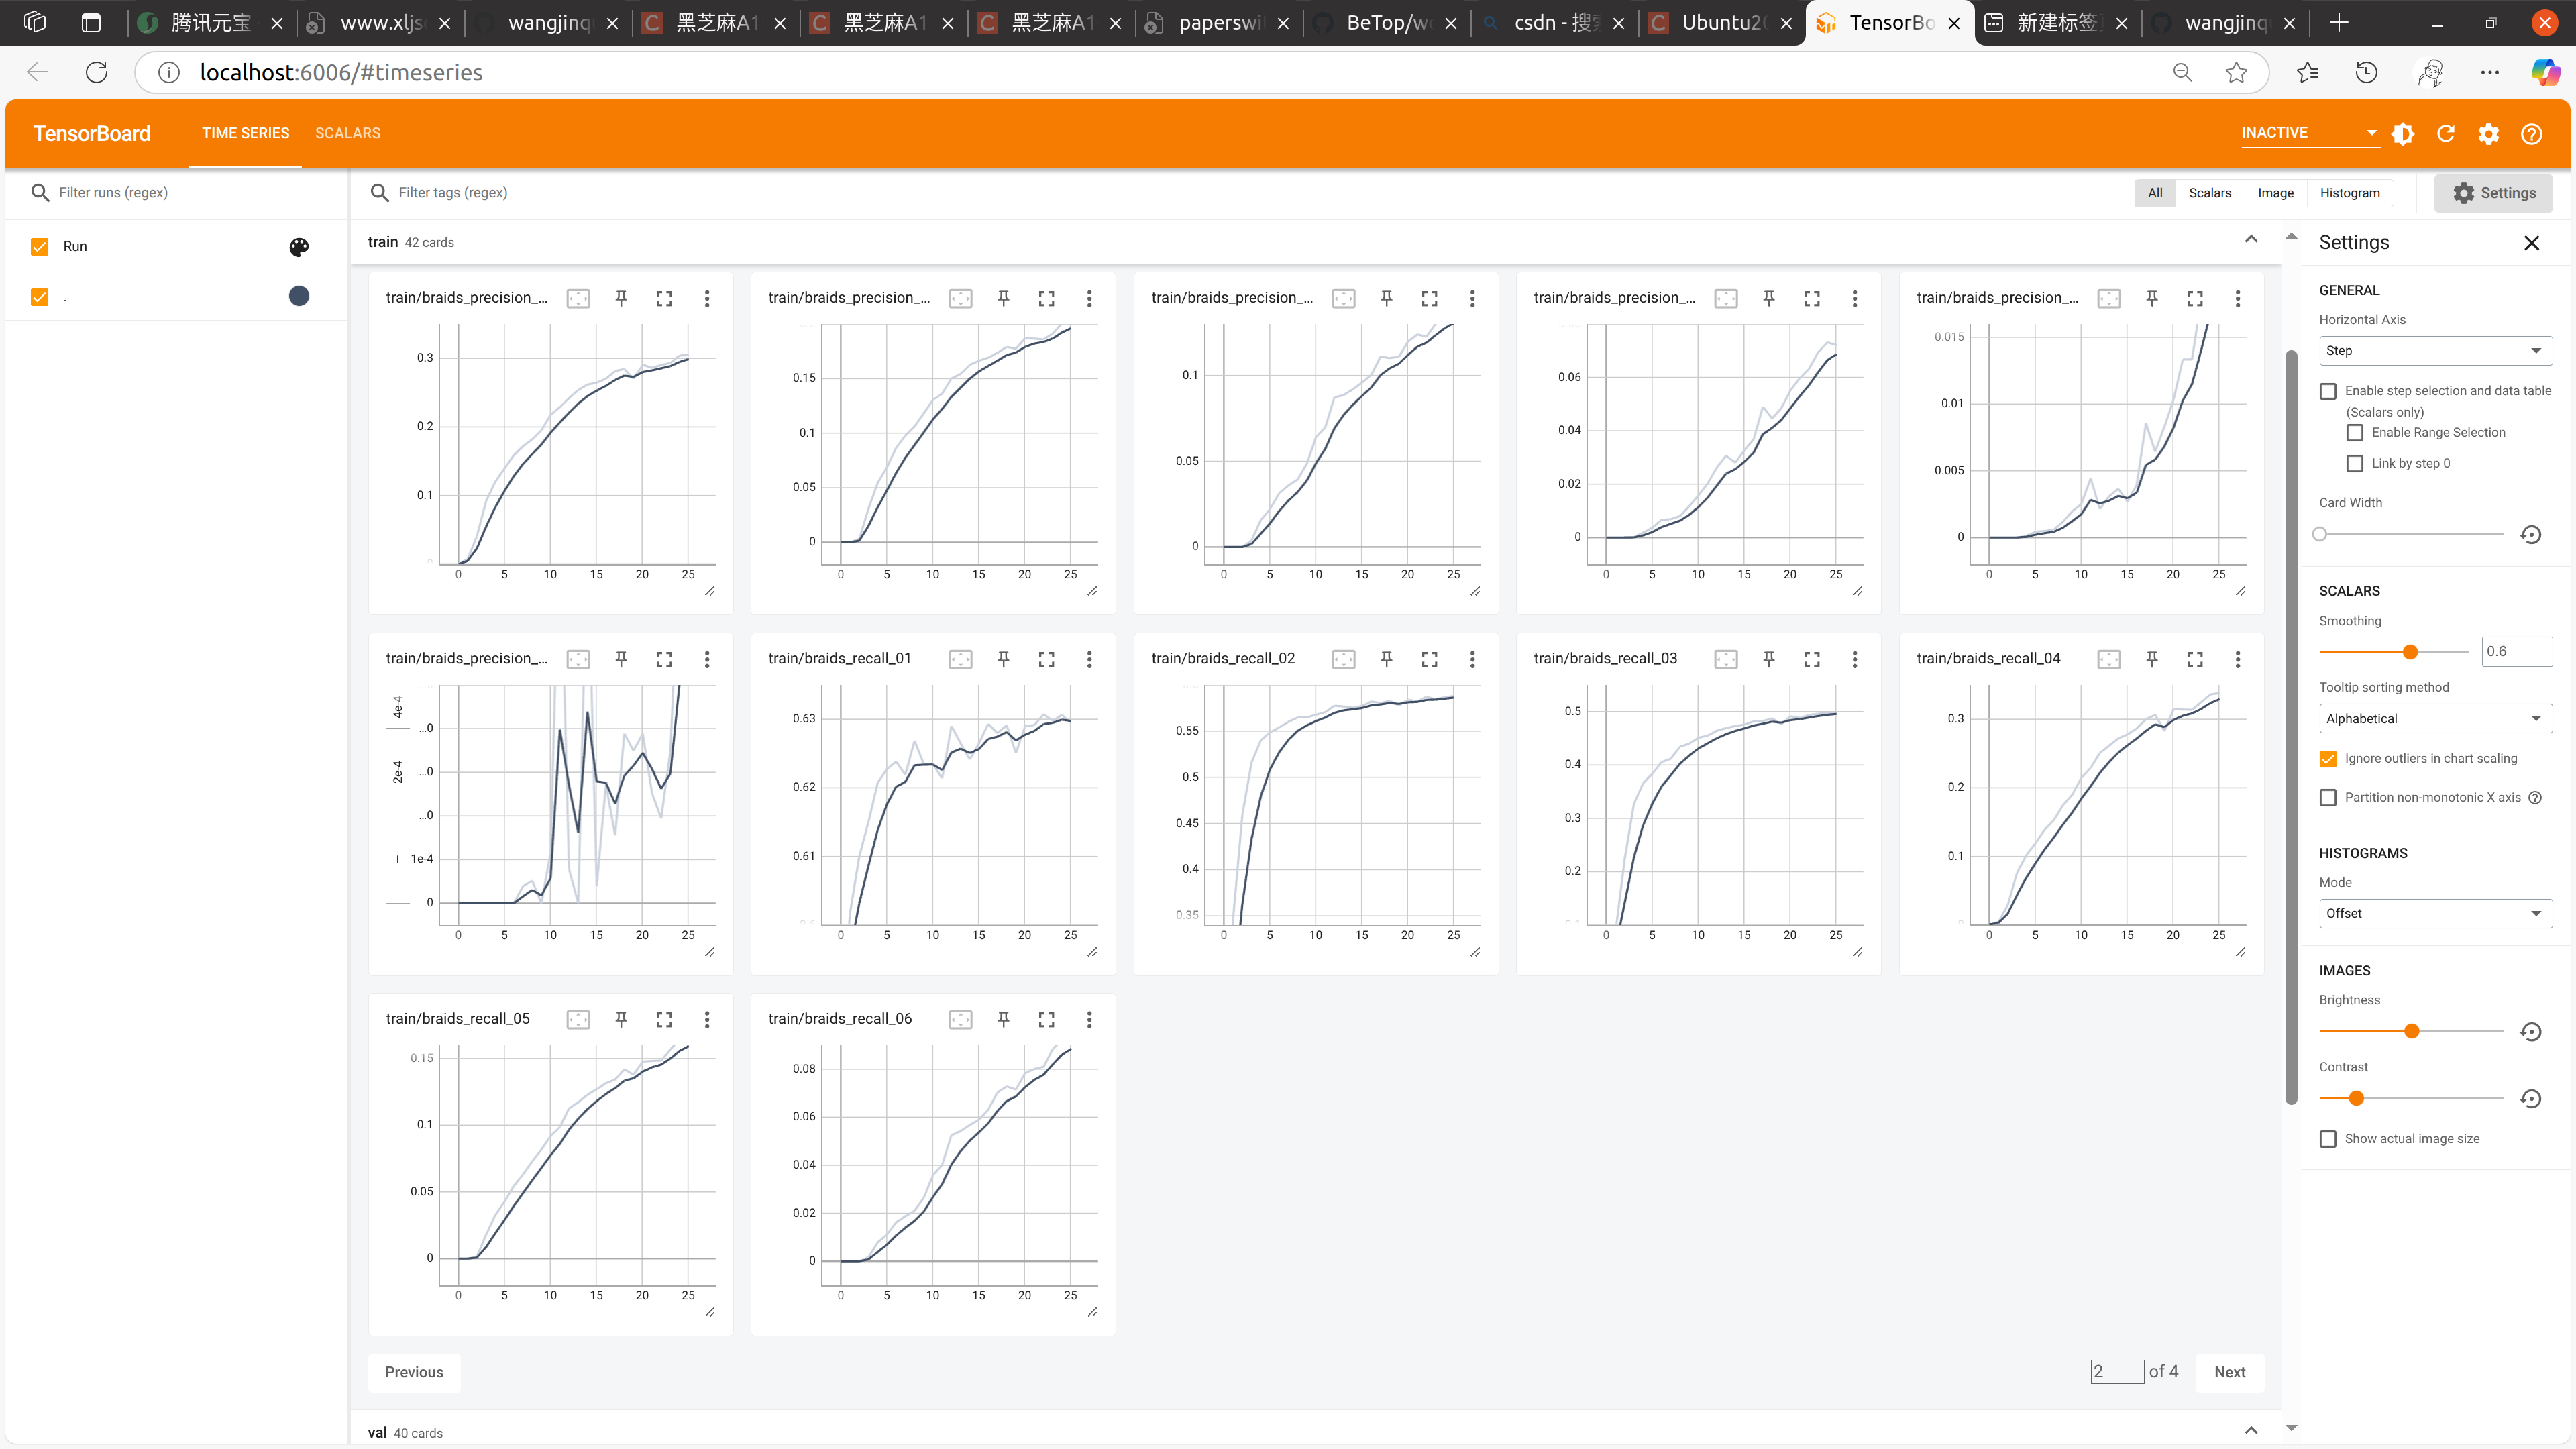 腾讯元宝
www.xljs
wangjinq
黑芝麻A1
黑芝麻A1
黑芝麻A1
paperswi
BeTop/w
csdn - 搜
Ubuntu20
TensorBo
新建标签
wangjinq
localhost:6006/#timeseries
TensorBoard
TIME SERIES
SCALARS
INACTIVE
Filter runs (regex)
Filter tags (regex)
All
Scalars
Image
Histogram
Settings
Run
.
train 42 cards
train/braids_precision_...
0.3
0.2
0.1
0 5 10 15 20 25
train/braids_precision_...
0.15
0.1
0.05
0
0 5 10 15 20 25
train/braids_precision_...
0.1
0.05
0
0 5 10 15 20 25
train/braids_precision_...
0.06
0.04
0.02
0
0 5 10 15 20 25
train/braids_precision_...
0.015
0.01
0.005
0
0 5 10 15 20 25
train/braids_precision_...
4e-4
2e-4
...0
...0
...0
1e-4
0
0 5 10 15 20 25
train/braids_recall_01
0.63
0.62
0.61
0 5 10 15 20 25
train/braids_recall_02
0.55
0.5
0.45
0.4
0.35
0 5 10 15 20 25
train/braids_recall_03
0.5
0.4
0.3
0.2
0 5 10 15 20 25
train/braids_recall_04
0.3
0.2
0.1
0 5 10 15 20 25
train/braids_recall_05
0.15
0.1
0.05
0
0 5 10 15 20 25
train/braids_recall_06
0.08
0.06
0.04
0.02
0
0 5 10 15 20 25
Previous
2 of 4
Next
val 40 cards
Settings
GENERAL
Horizontal Axis
Step
Enable step selection and data table
(Scalars only)
Enable Range Selection
Link by step 0
Card Width
SCALARS
Smoothing
0.6
Tooltip sorting method
Alphabetical
Ignore outliers in chart scaling
Partition non-monotonic X axis
HISTOGRAMS
Mode
Offset
IMAGES
Brightness
Contrast
Show actual image size